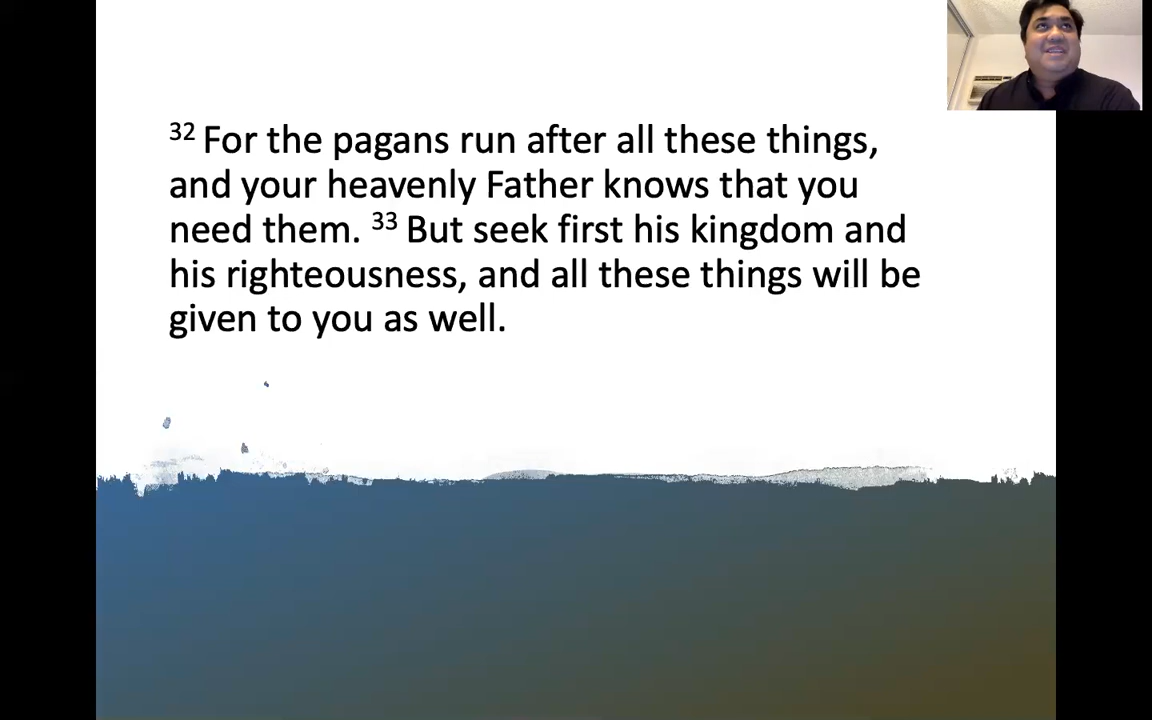 32 For the pagans run after all these things,
and your heavenly Father knows that you
need them. 33 But seek first his kingdom and
his righteousness, and all these things will be
given to you as well.